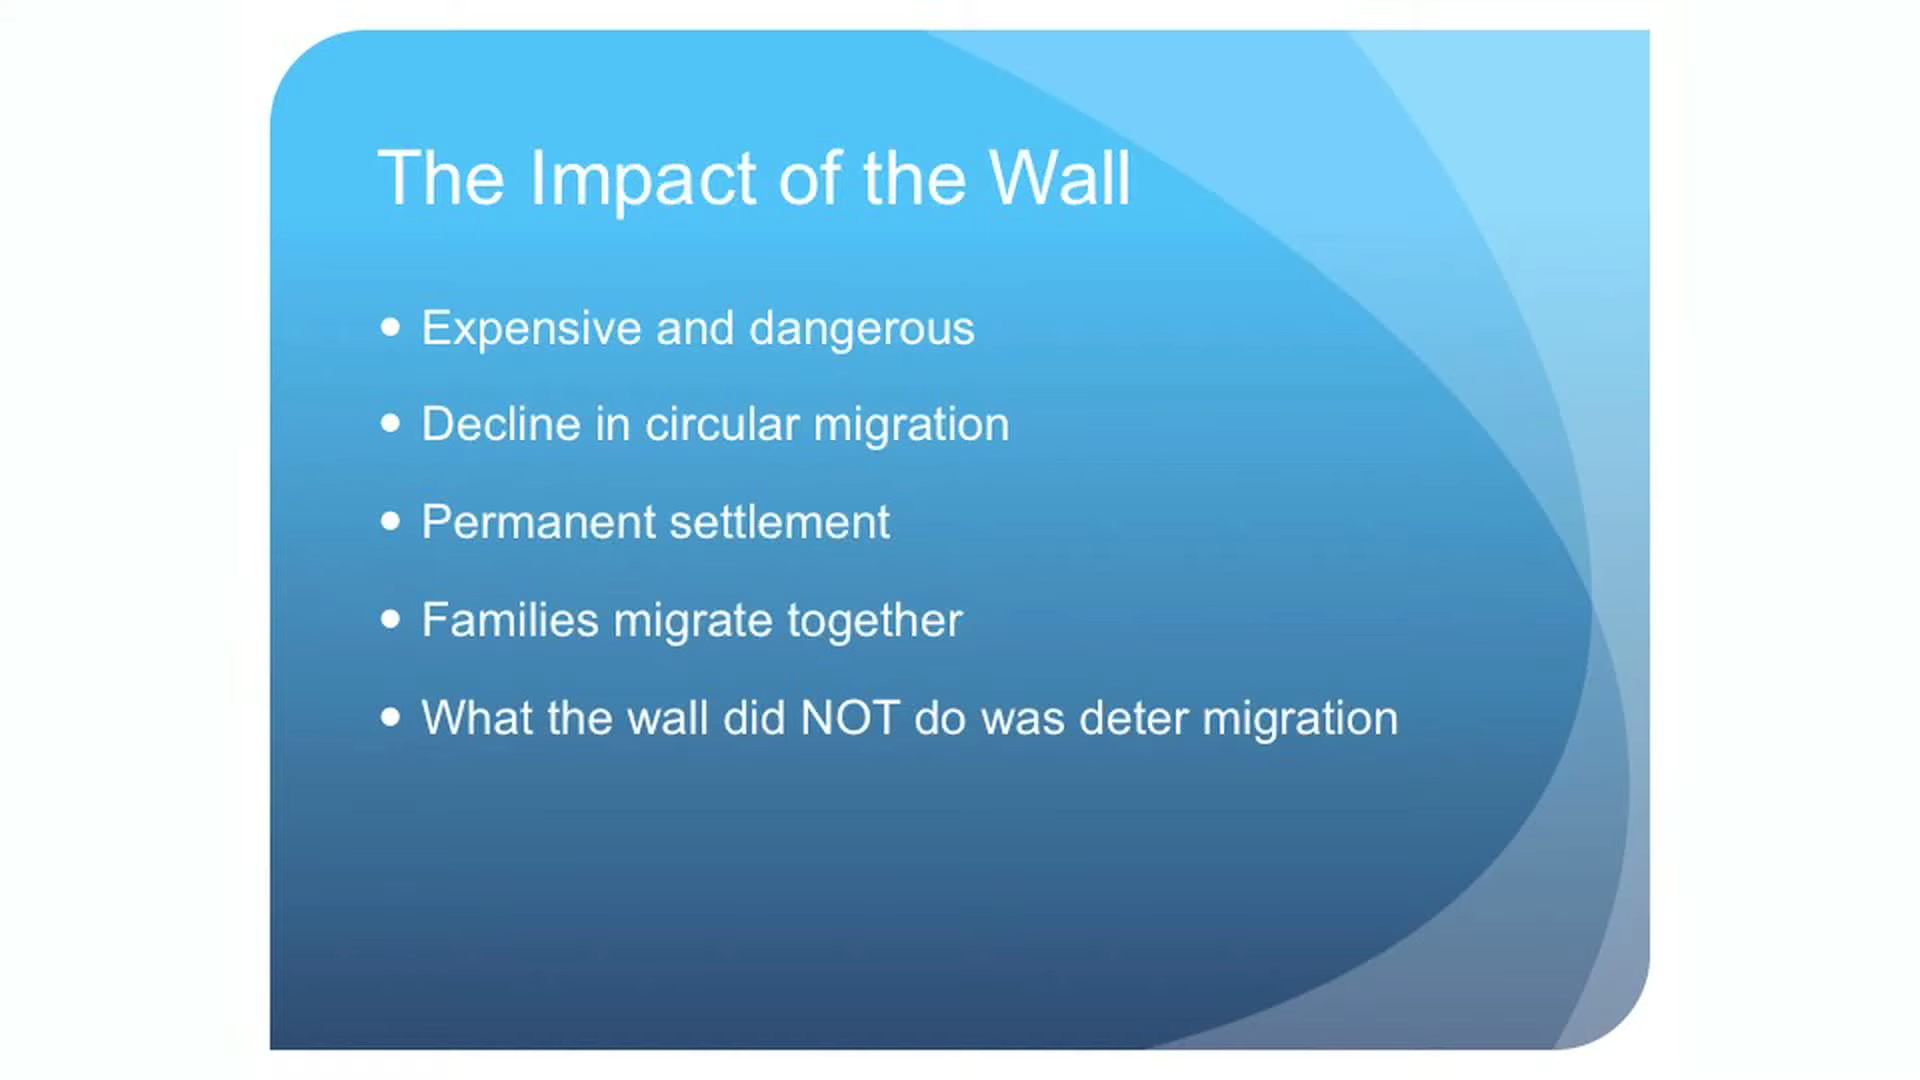 The Impact of the Wall
• Expensive and dangerous
• Decline in circular migration
• Permanent settlement
• Families migrate together
• What the wall did NOT do was deter migration